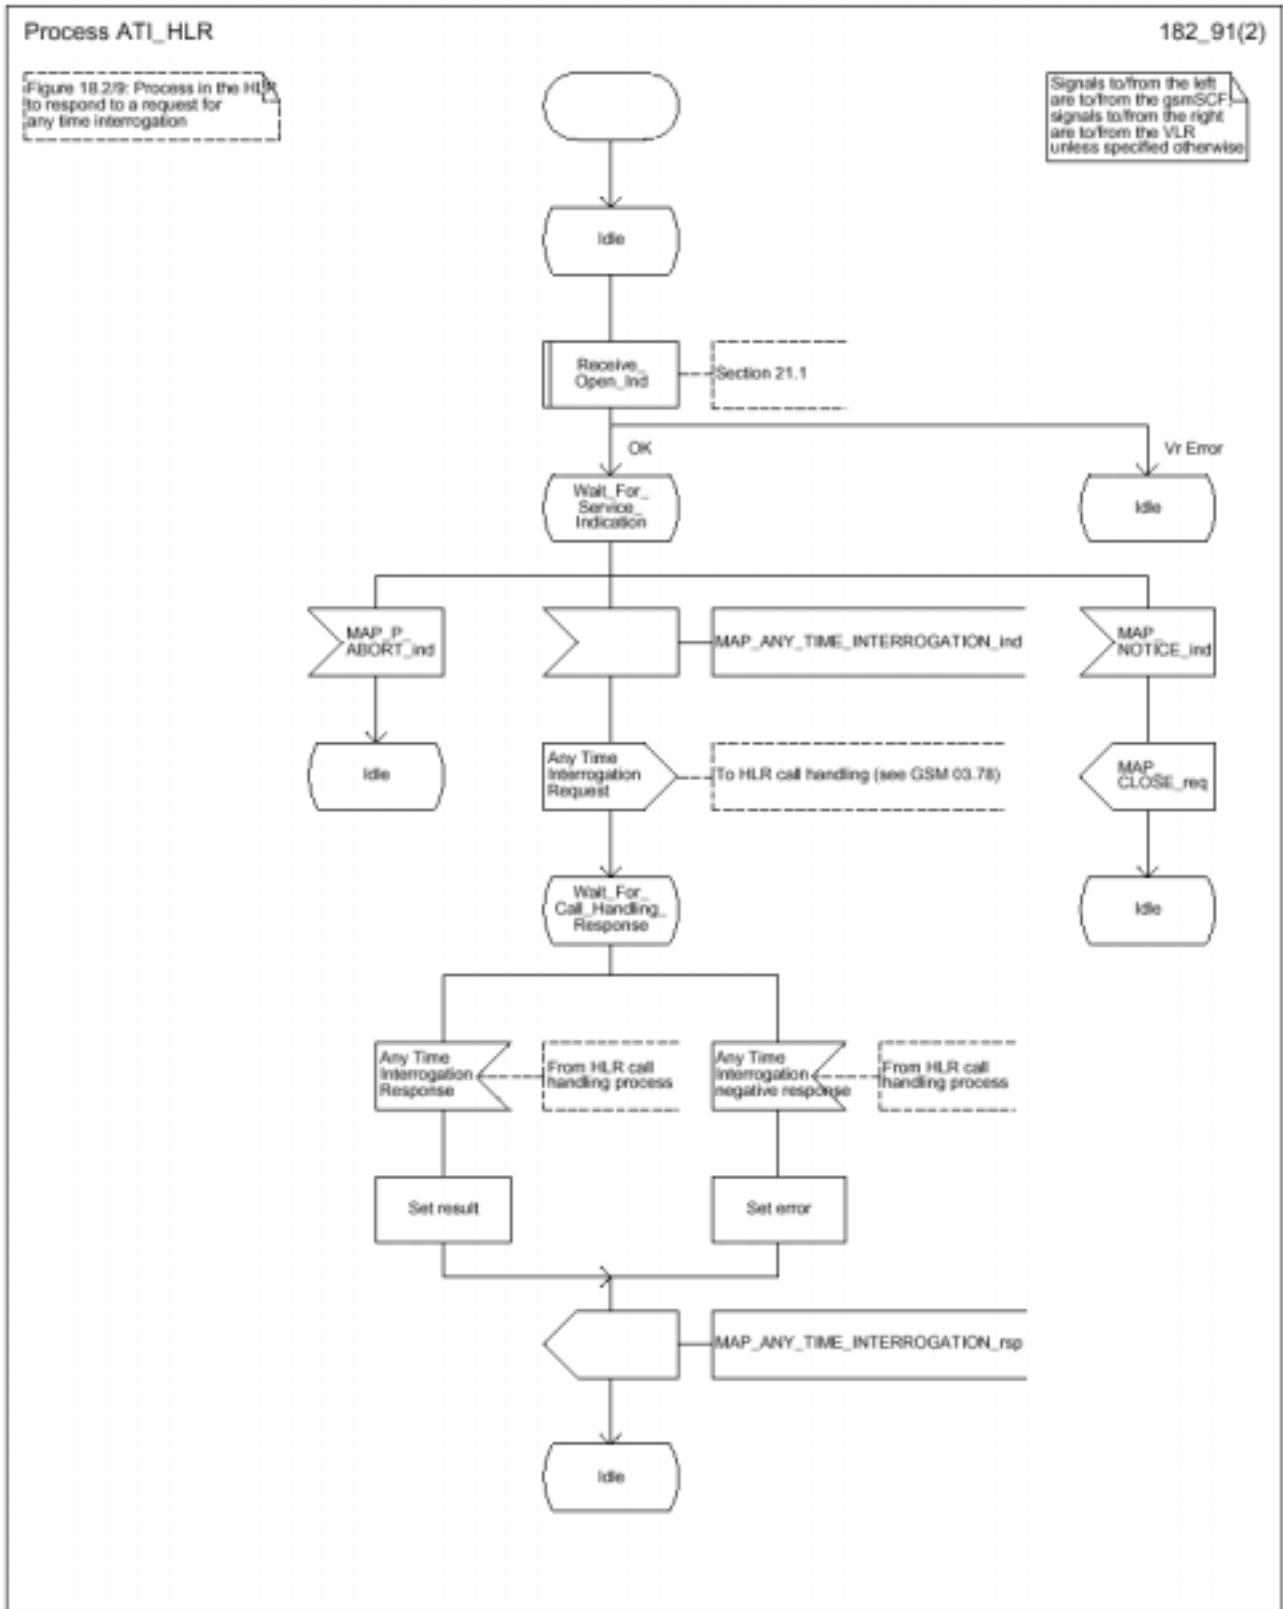 Process ATI_HLR
182_91(2)
Figure 18.2/9: Process in the HLR
to respond to a request for
any time interrogation
Signals to/from the left
are to/from the gsmSCF;
signals to/from the right
are to/from the VLR
unless specified otherwise
Idle
Receive_
Open_Ind
Section 21.1
OK
Vr Error
Wait_For_
Service_
Indication
Idle
MAP_P_
ABORT_ind
MAP_ANY_TIME_INTERROGATION_ind
MAP_
NOTICE_ind
Idle
Any Time
Interrogation
Request
To HLR call handling (see GSM 03.78)
MAP_
CLOSE_req
Wait_For_
Call_Handling_
Response
Idle
Any Time
Interrogation
Response
From HLR call
handling process
Any Time
Interrogation
negative response
From HLR call
handling process
Set result
Set error
MAP_ANY_TIME_INTERROGATION_rsp
Idle